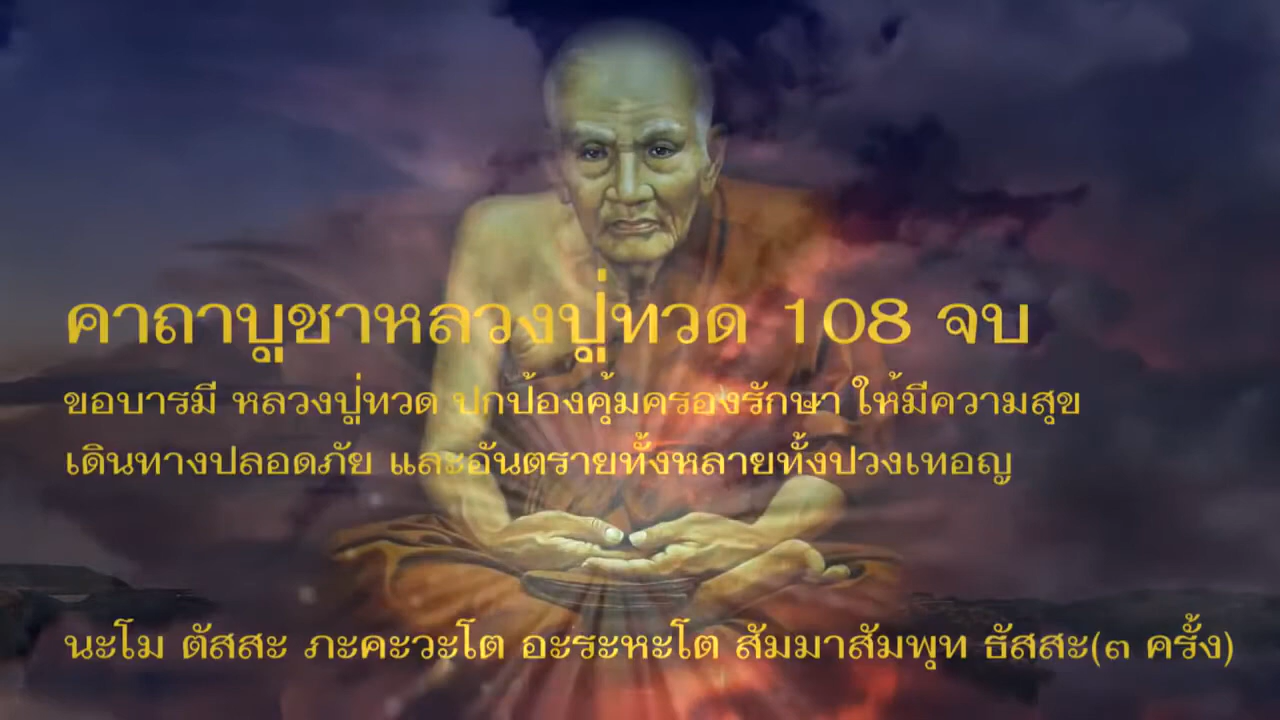 คาถาบูชาหลวงปู่ทวด 108 จบ
ขอบารมี หลวงปู่ทวด ปกป้องคุ้มครองรักษา ให้มีความสุข
เดินทางปลอดภัย และอันตรายทั้งหลายทั้งปวงเทอญ
นะโม ตัสสะ ภะคะวะโต อะระหะโต สัมมาสัมพุท ธัสสะ(๓ ครั้ง)